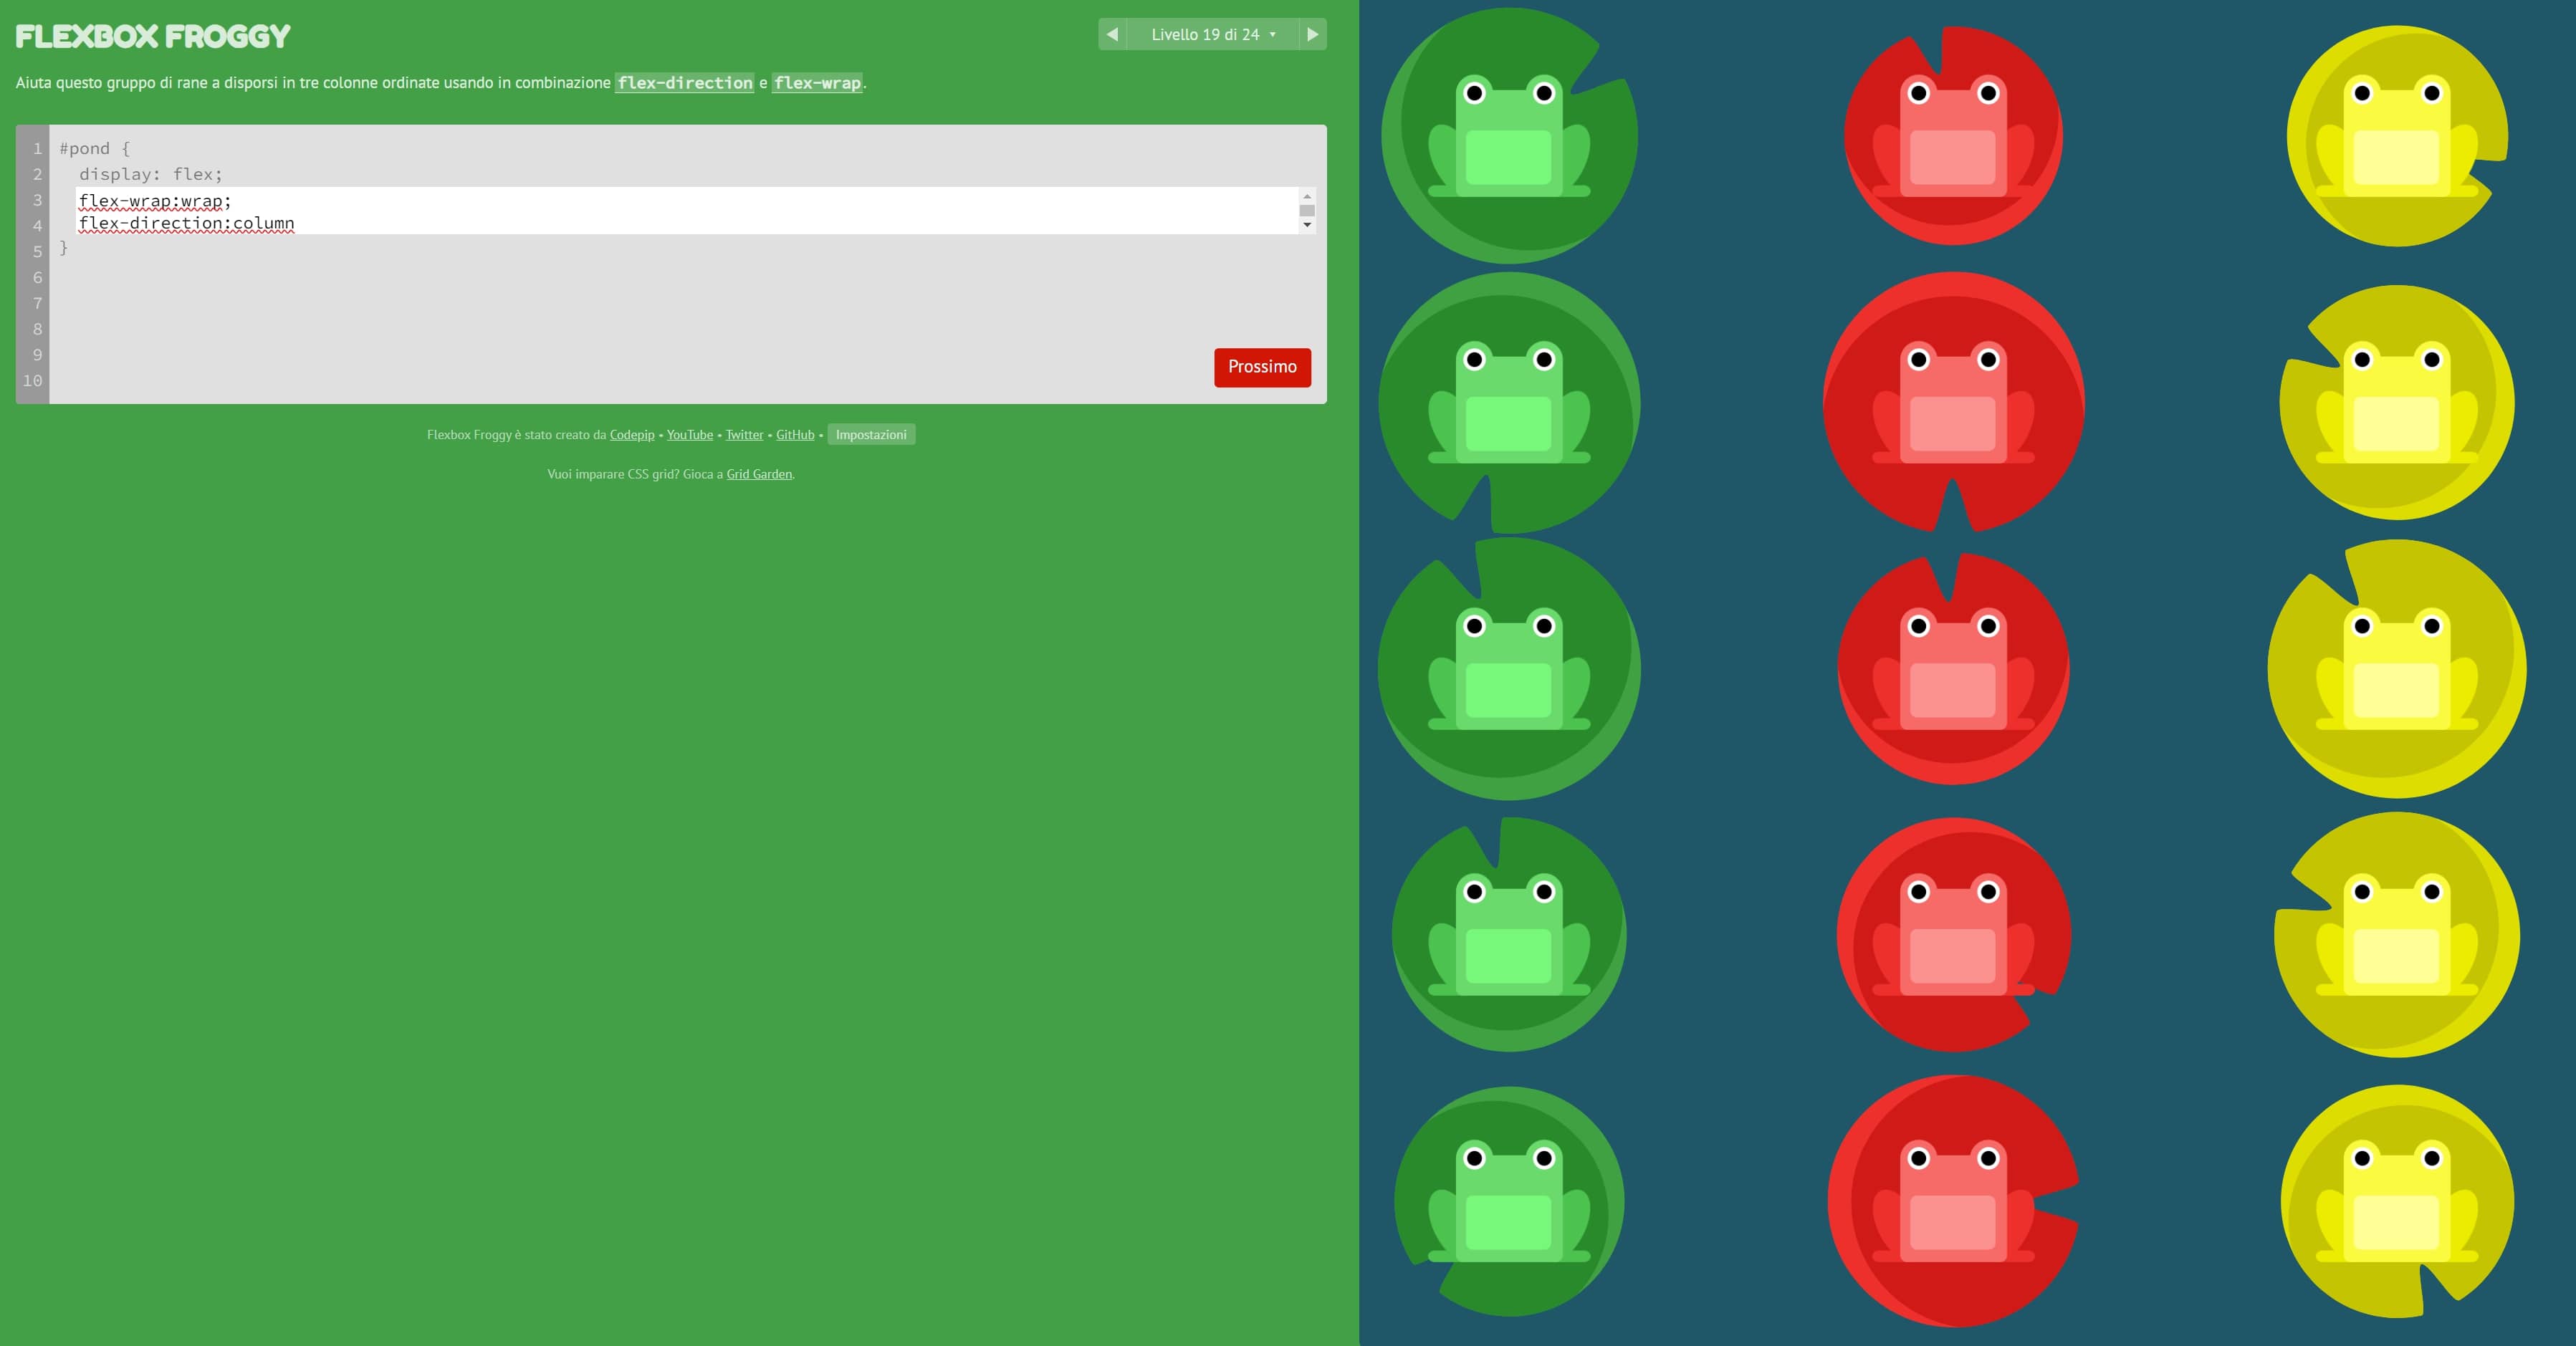 FLEXBOX FROGGY
Livello 19 di 24
Aiuta questo gruppo di rane a disporsi in tre colonne ordinate usando in combinazione flex-direction e flex-wrap.
1 #pond {
2 display: flex;
3 flex-wrap:wrap;
4 flex-direction:column
5 }
6
7
8
9
10
Prossimo
Flexbox Froggy è stato creato da Codepip • YouTube • Twitter • GitHub • Impostazioni
Vuoi imparare CSS grid? Gioca a Grid Garden.